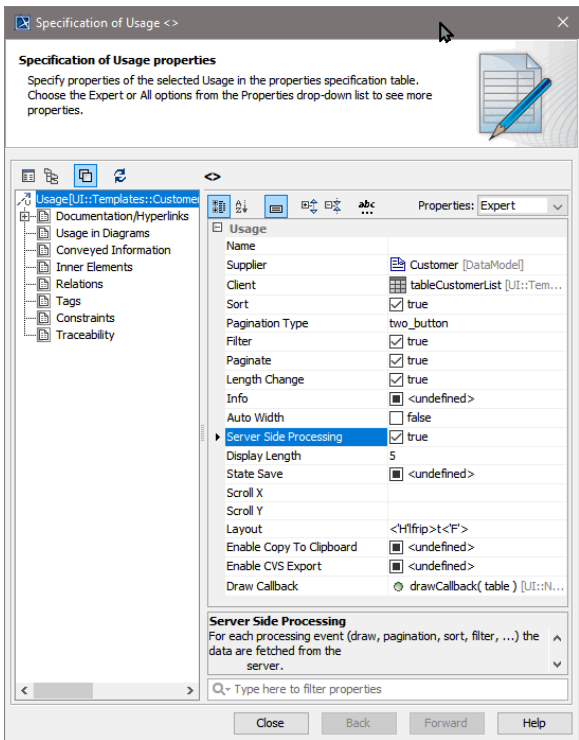 Specification of Usage <>
Specification of Usage properties
Specify properties of the selected Usage in the properties specification table.
Choose the Expert or All options from the Properties drop-down list to see more
properties.
<>
Usage[UI::Templates::Customer
Documentation/Hyperlinks
Usage in Diagrams
Conveyed Information
Inner Elements
Relations
Tags
Constraints
Traceability
Properties: Expert
Usage
Name
Supplier Customer [DataModel]
Client tableCustomerList [UI::Tem...
Sort true
Pagination Type two_button
Filter true
Paginate true
Length Change true
Info <undefined>
Auto Width false
Server Side Processing true
Display Length 5
State Save <undefined>
Scroll X
Scroll Y
Layout <'H'lfrip>t<'F'>
Enable Copy To Clipboard <undefined>
Enable CVS Export <undefined>
Draw Callback drawCallback( table ) [UI::N...
Server Side Processing
For each processing event (draw, pagination, sort, filter, ...) the
data are fetched from the
server.
Type here to filter properties
Close Back Forward Help